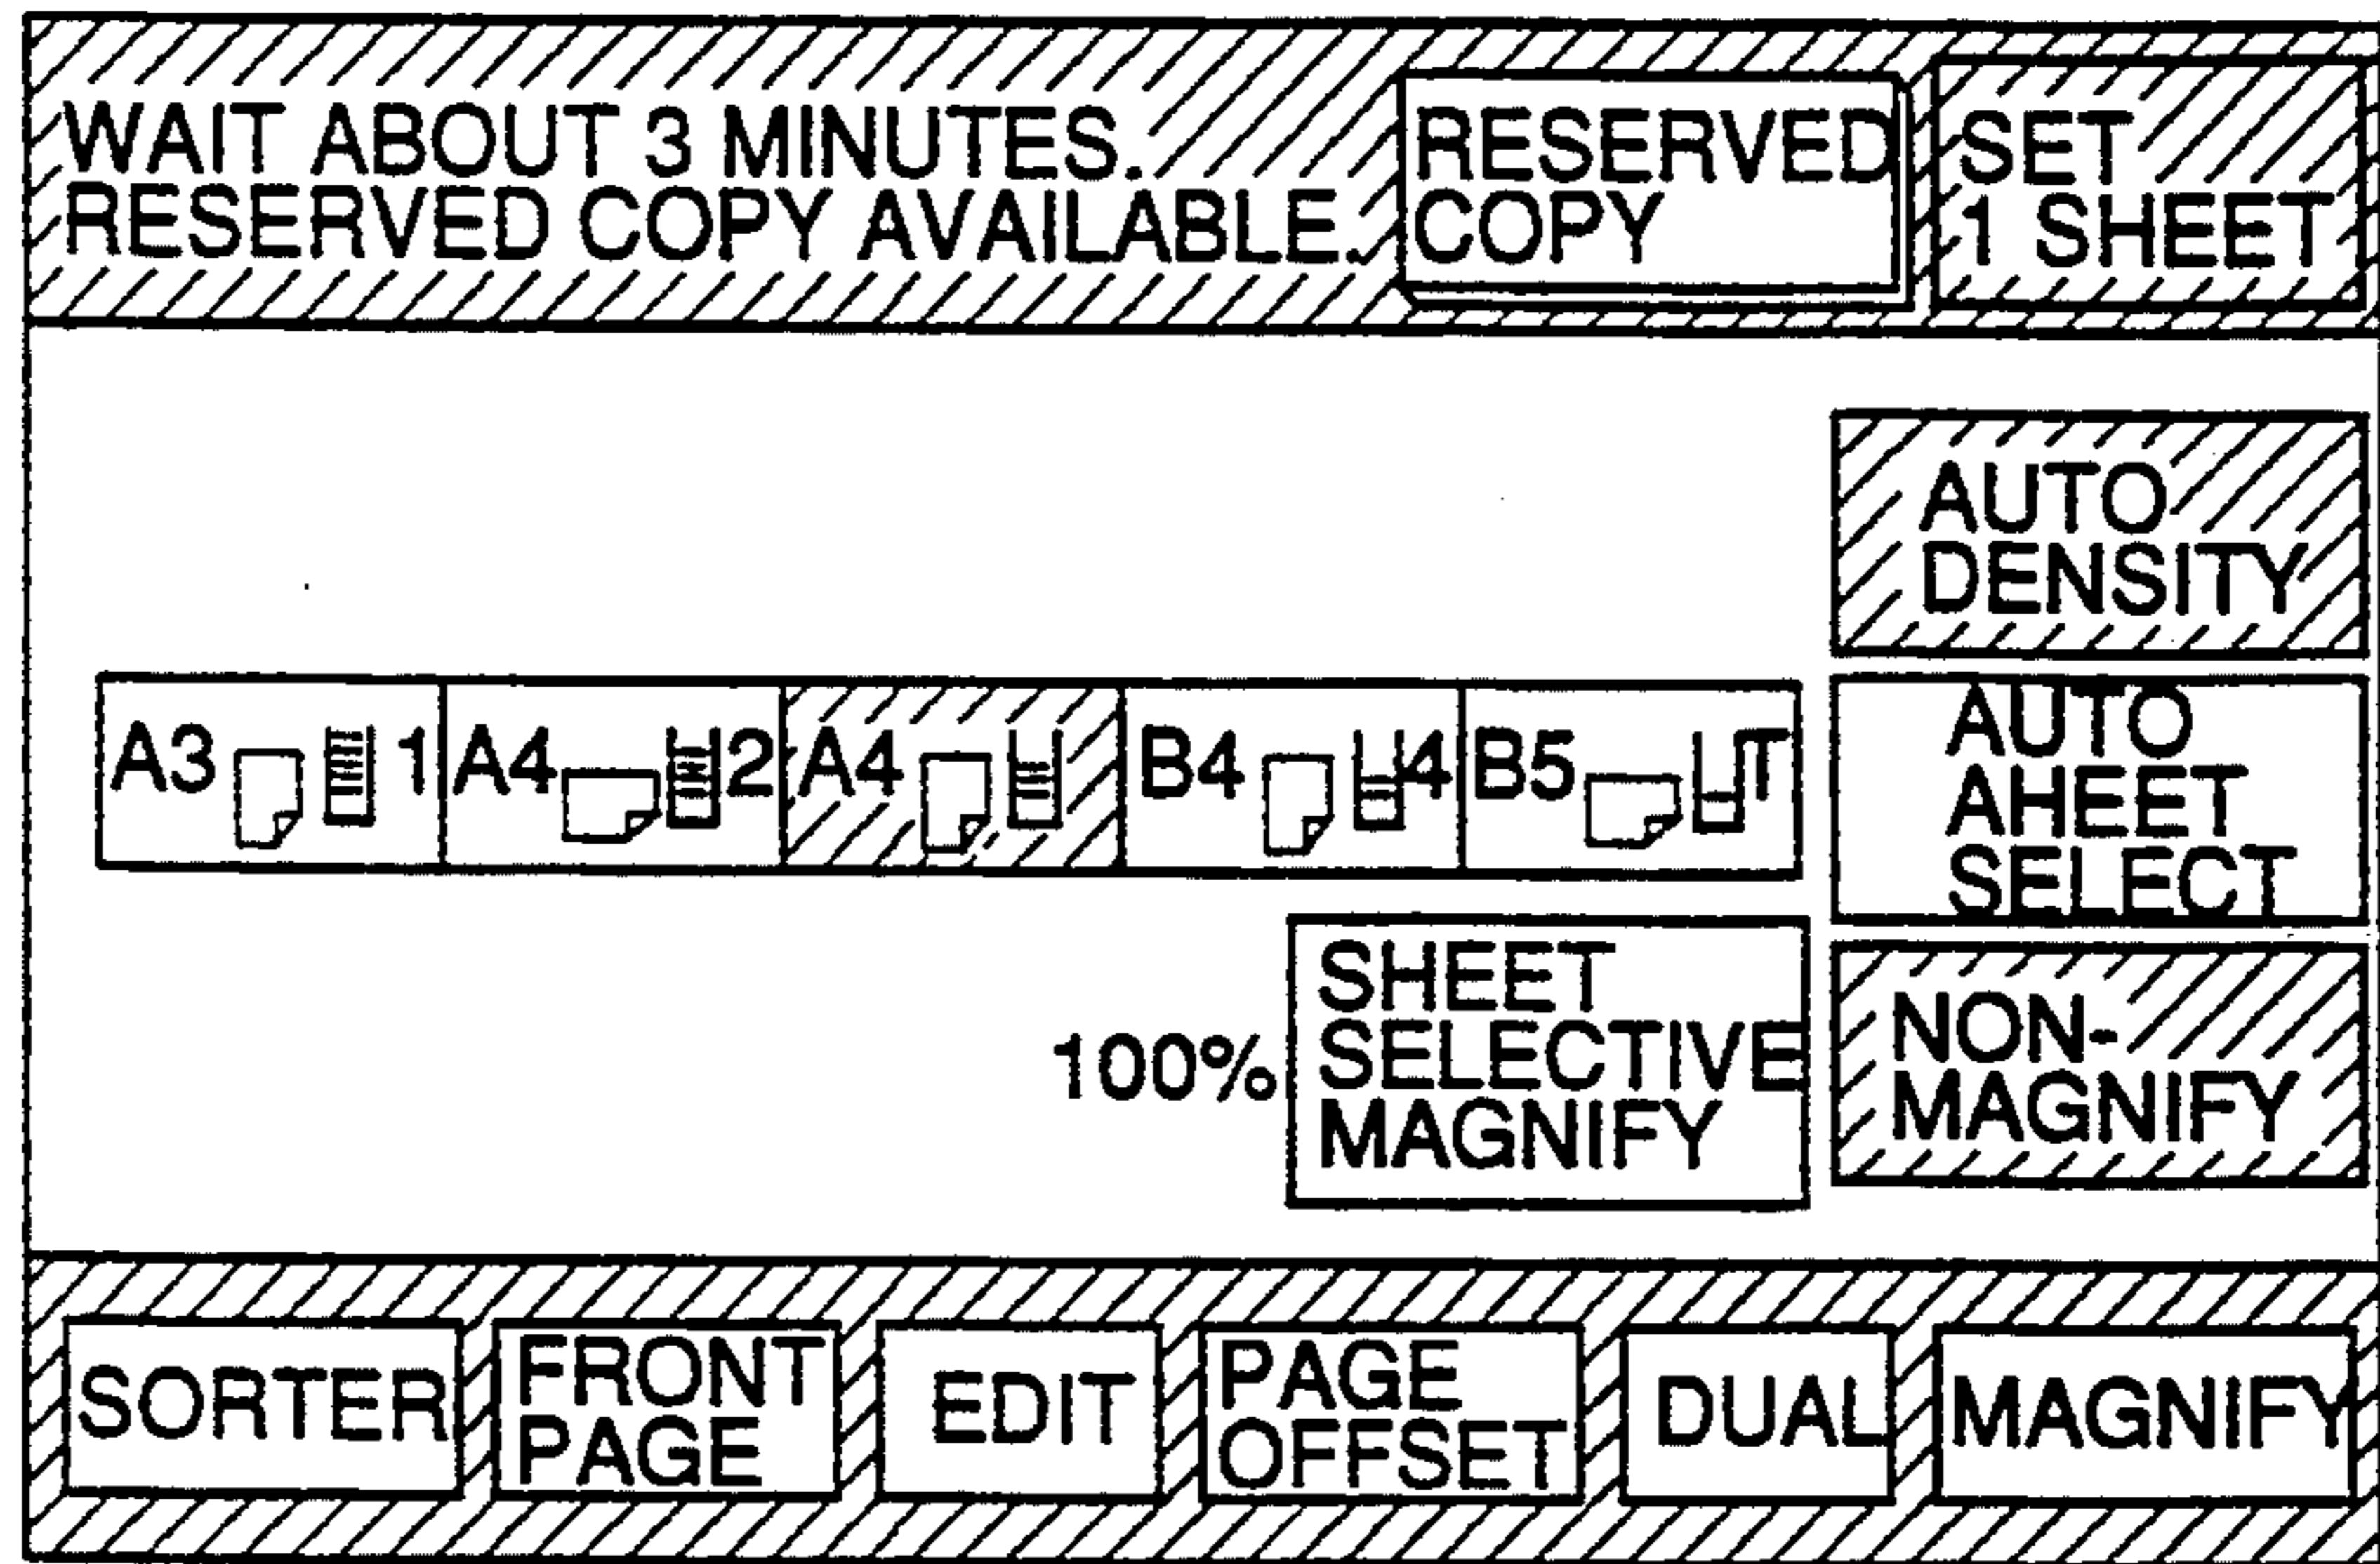 WAIT ABOUT 3 MINUTES.
RESERVED COPY AVAILABLE.
RESERVED
COPY
SET
1 SHEET
AUTO
DENSITY
A3 1
A4 2
A4
B4 4
B5 T
AUTO
AHEET
SELECT
100%
SHEET
SELECTIVE
MAGNIFY
NON-
MAGNIFY
SORTER
FRONT
PAGE
EDIT
PAGE
OFFSET
DUAL
MAGNIFY